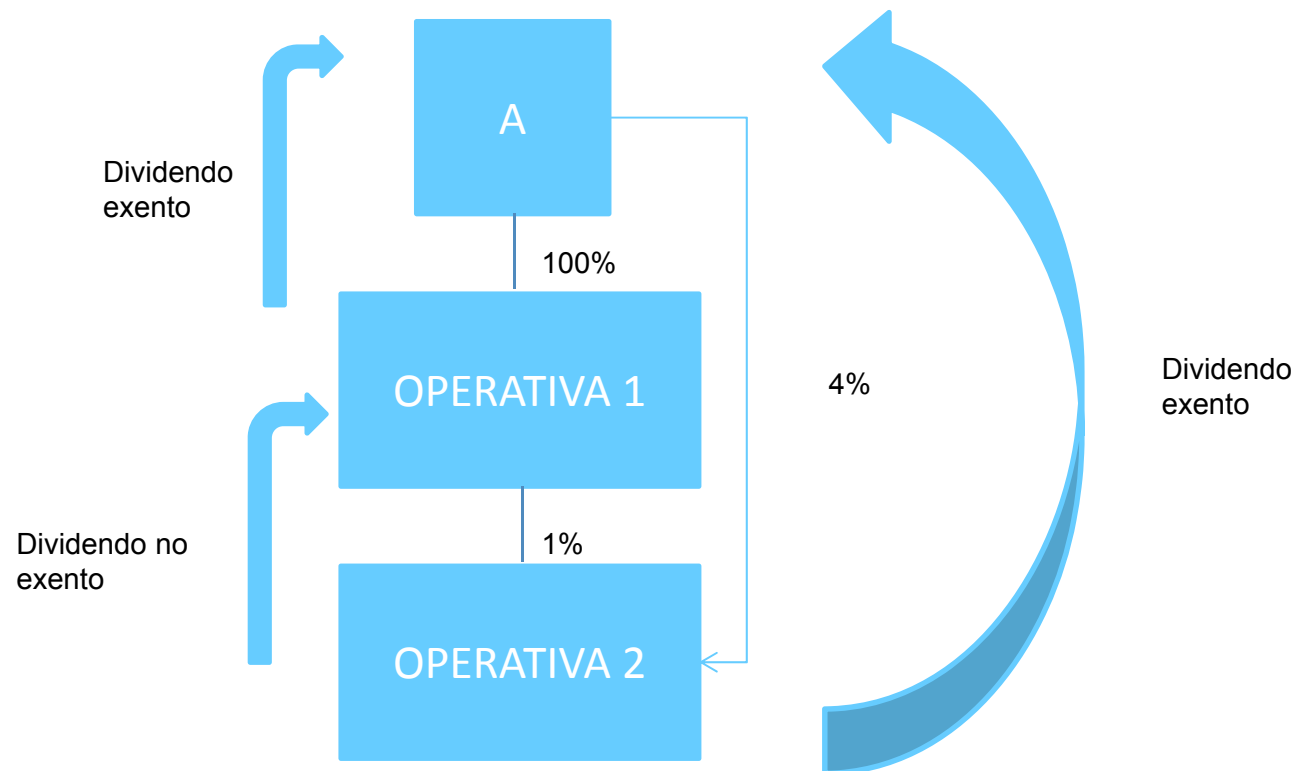 A
Dividendo
exento
100%
OPERATIVA 1
4%
Dividendo
exento
Dividendo no
exento
1%
OPERATIVA 2